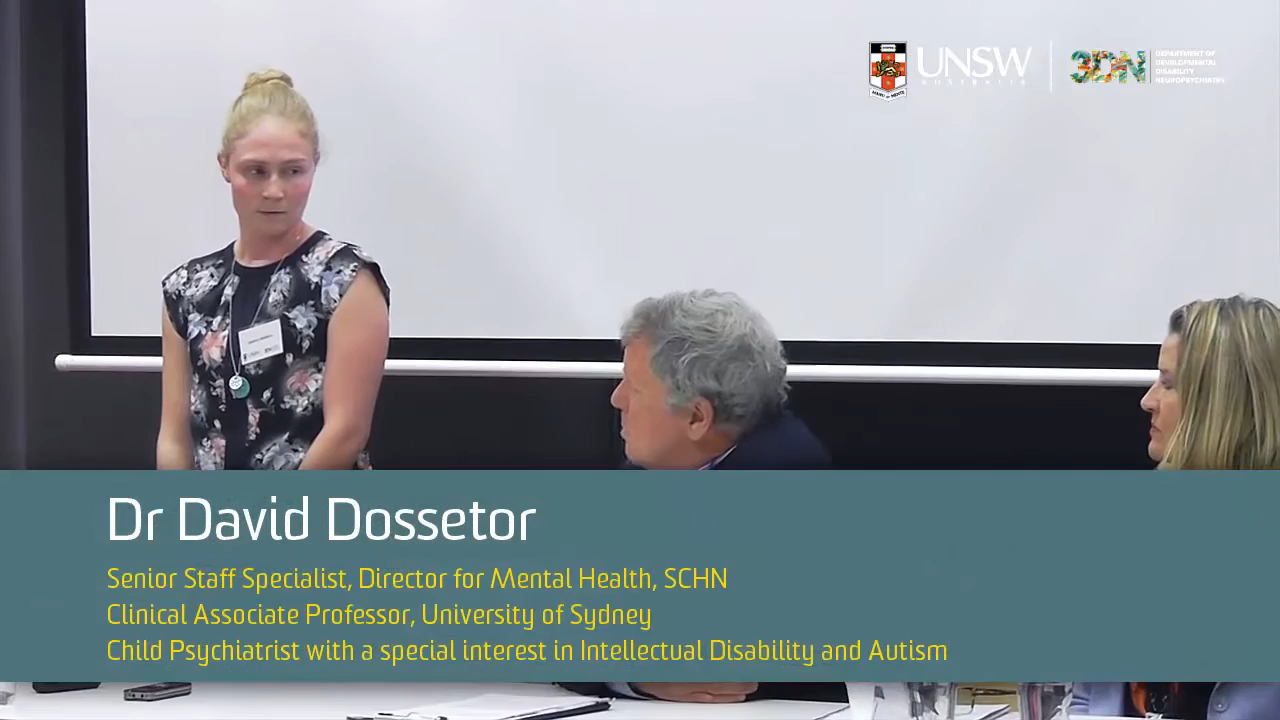 UNSW
AUSTRALIA
3DN
DEPARTMENT OF
DEVELOPMENTAL
DISABILITY
NEUROPSYCHIATRY
Dr David Dossetor
Senior Staff Specialist, Director for Mental Health, SCHN
Clinical Associate Professor, University of Sydney
Child Psychiatrist with a special interest in Intellectual Disability and Autism